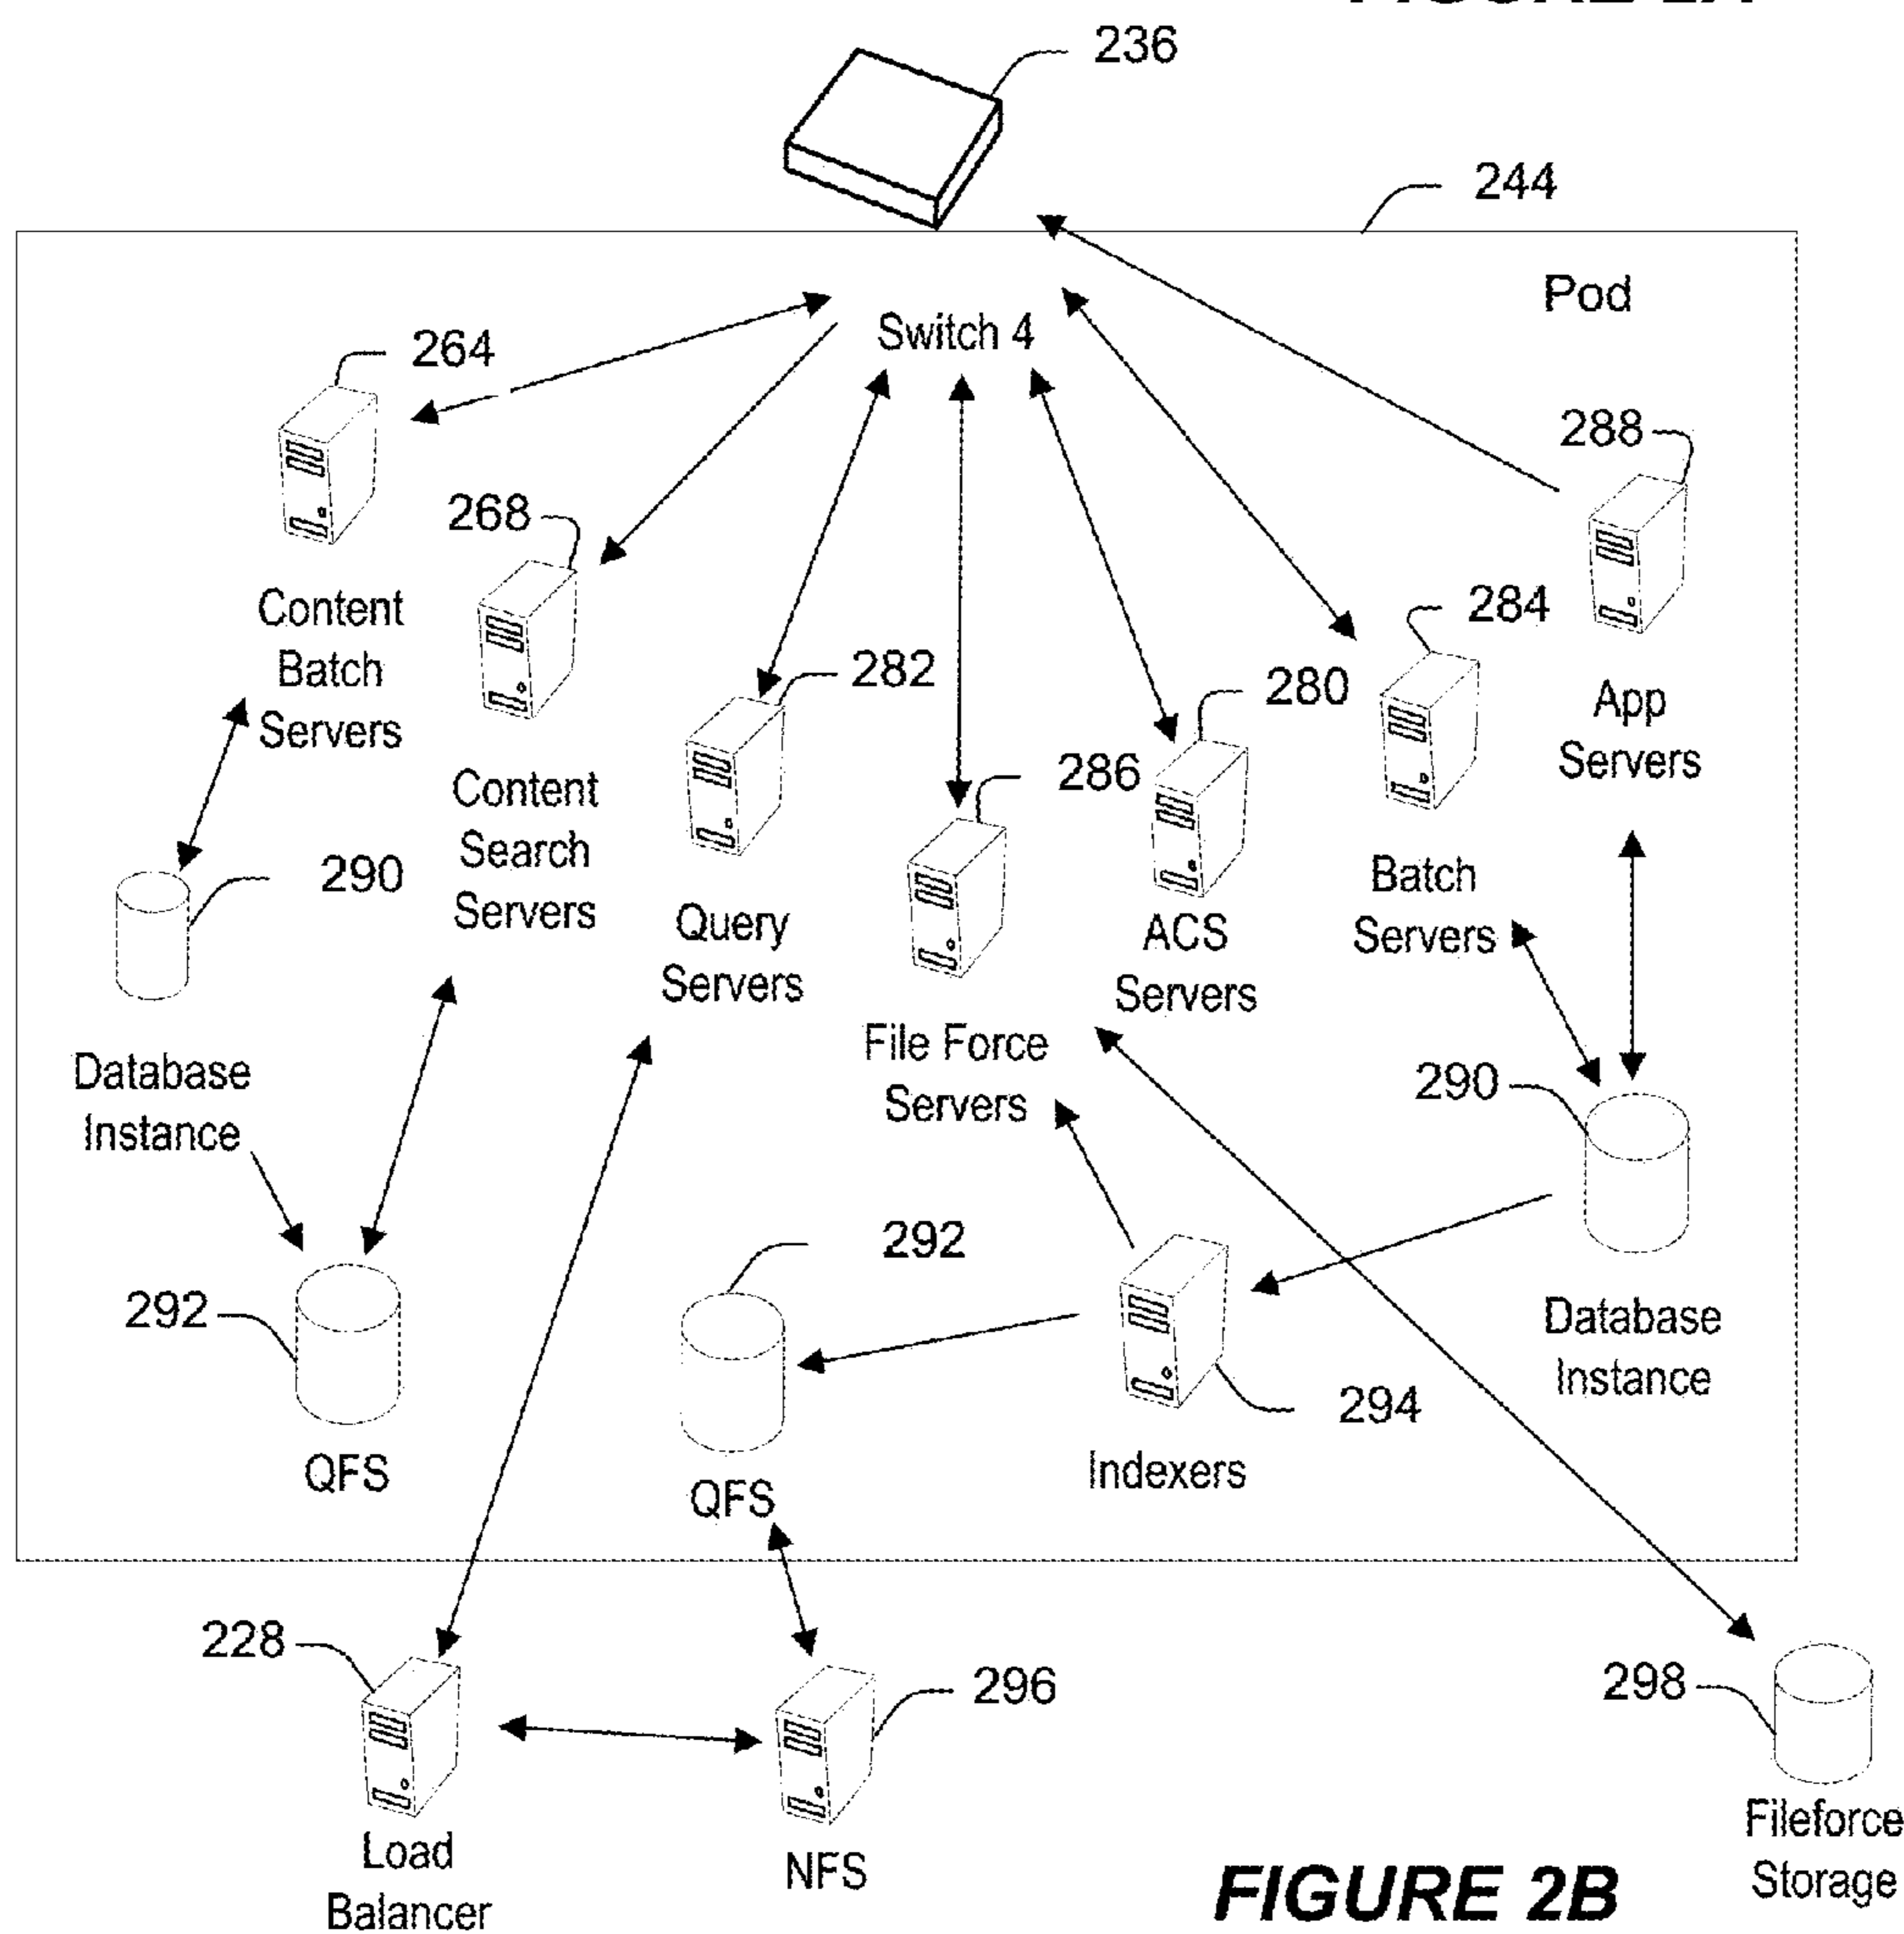 236
244
Pod
Switch 4
264
288
268
Content
Batch
Servers
284
282
280
App
Servers
286
Content
Search
Servers
290
Batch
Servers
Query
Servers
ACS
Servers
File Force
Servers
Database
Instance
290
292
292
Database
Instance
294
QFS
QFS
Indexers
228
296
298
Load
Balancer
NFS
Fileforce
Storage
FIGURE 2B